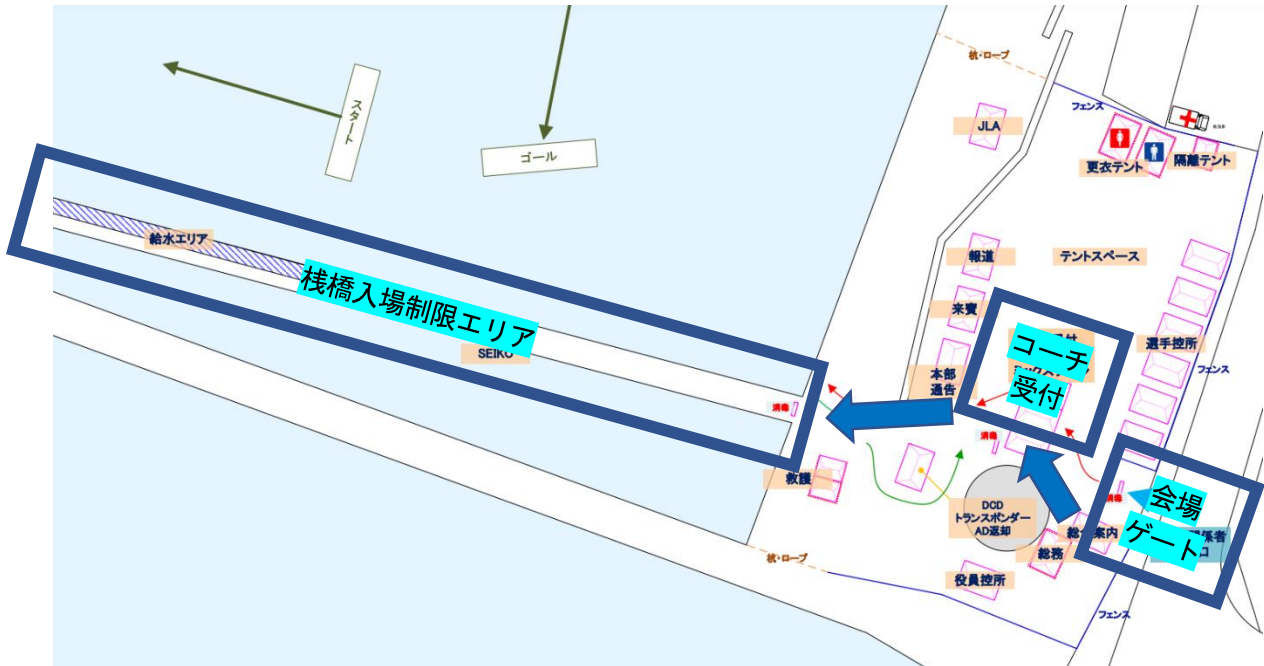 杭・ロープ
フェンス
スタート
JLA
ゴール
更衣テント
隔離テント
給水エリア
報道
テントスペース
桟橋入場制限エリア
来賓
コーチ
受付
選手控所
SEIKO
本部
通告
フェンス
消毒
消毒
救護
消毒
会場
ゲート
DCD
トランスポンダー
AD返却
総務
役員控所
杭・ロープ
フェンス